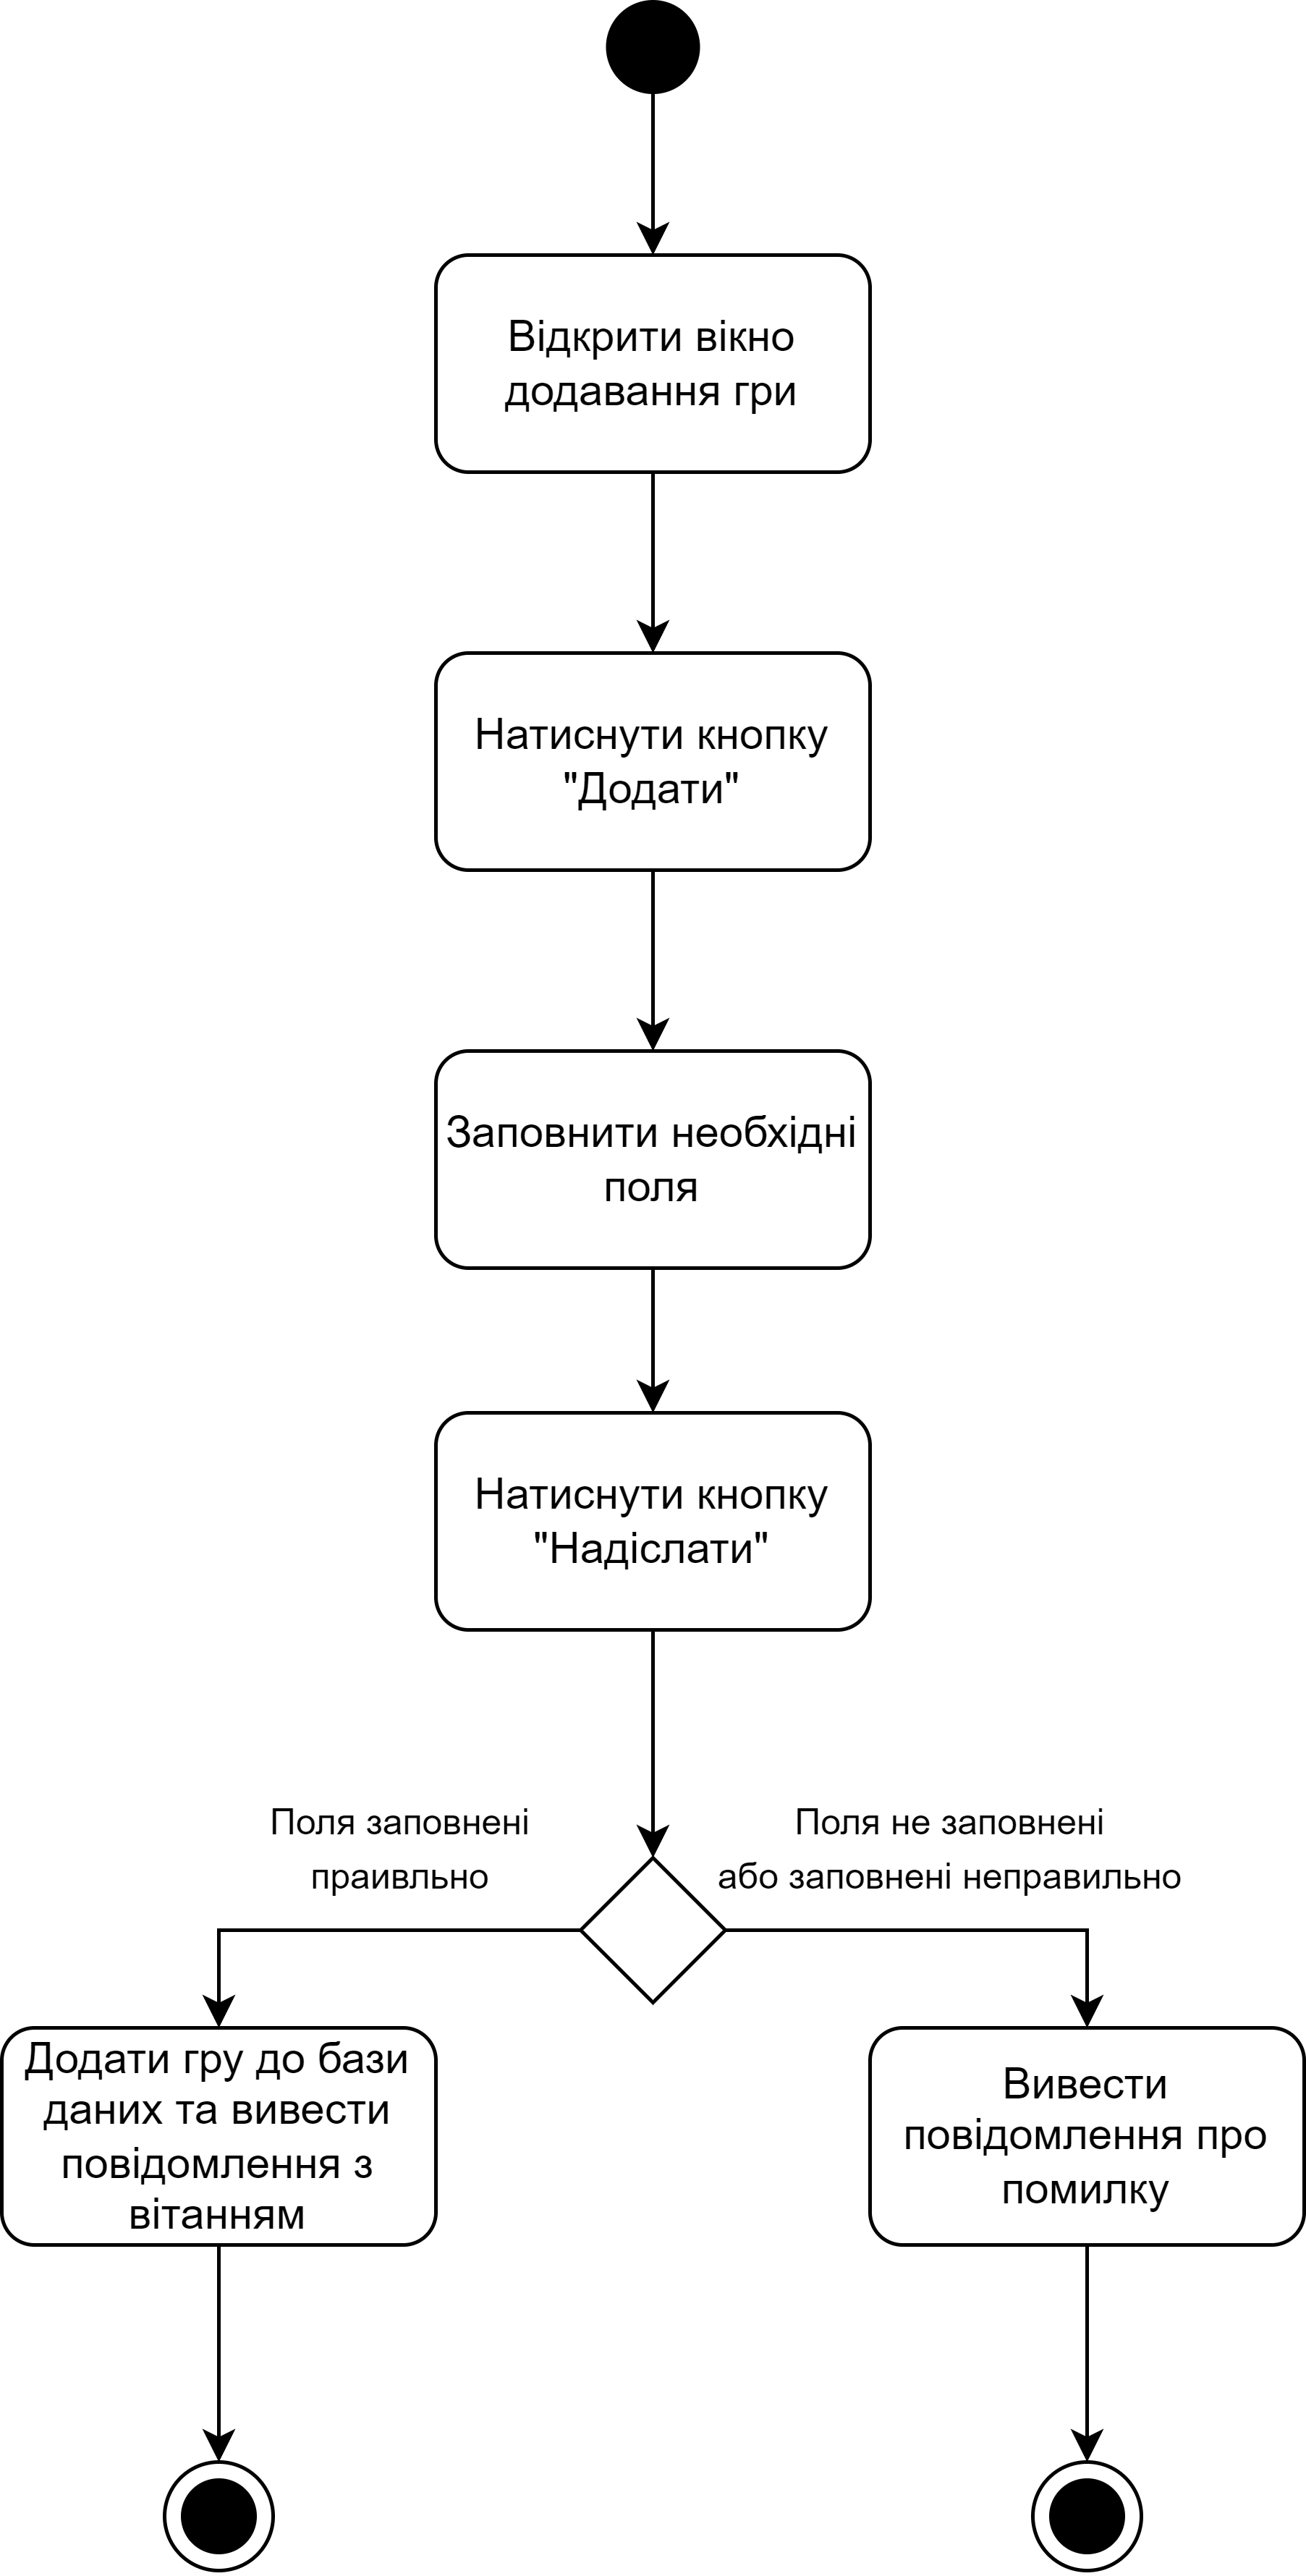 Відкрити вікно
додавання гри
Натиснути кнопку
"Додати"
Заповнити необхідні
поля
Натиснути кнопку
"Надіслати"
Поля заповнені
праивльно
Поля не заповнені
або заповнені неправильно
Додати гру до бази
даних та вивести
повідомлення з
вітанням
Вивести
повідомлення про
помилку